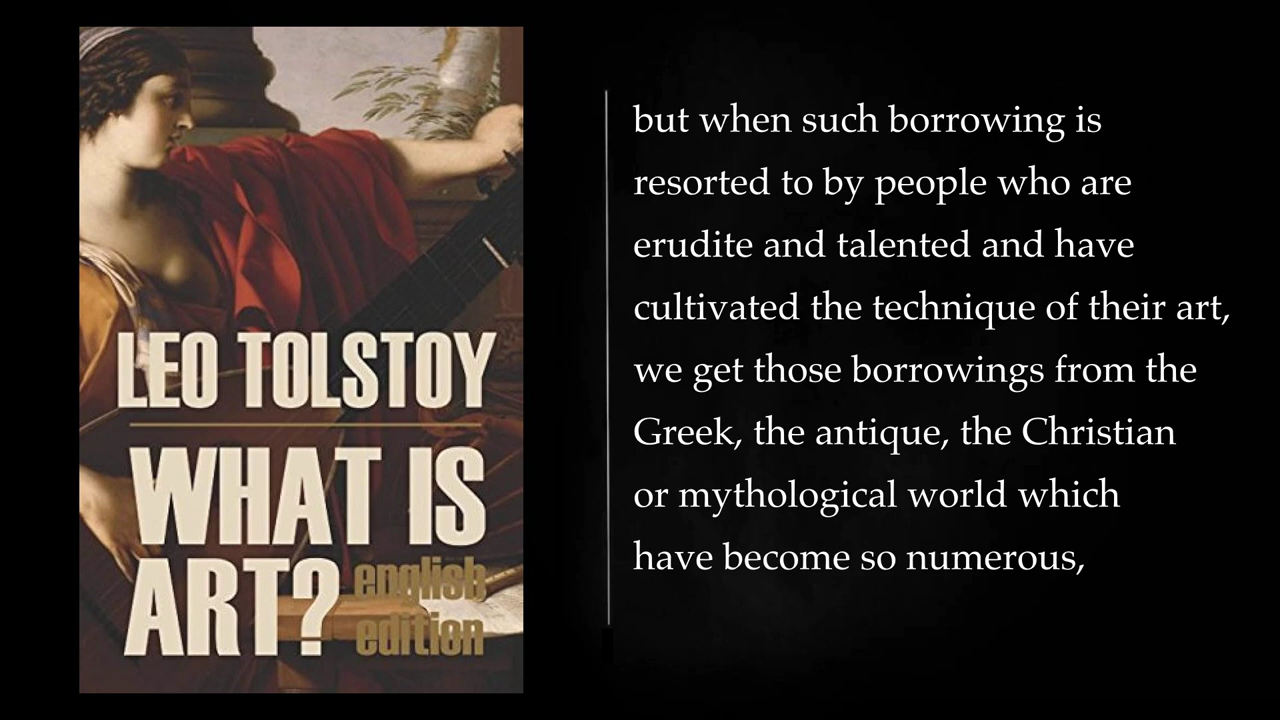 LEO TOLSTOY
WHAT IS
ART?
english
edition
but when such borrowing is
resorted to by people who are
erudite and talented and have
cultivated the technique of their art,
we get those borrowings from the
Greek, the antique, the Christian
or mythological world which
have become so numerous,